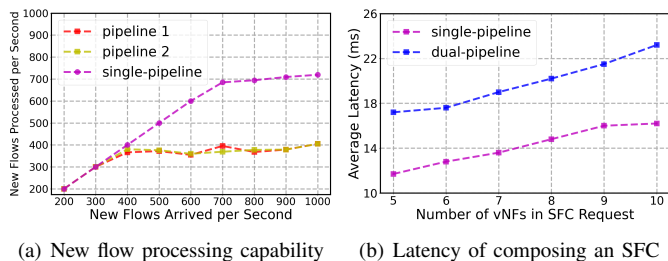 (a)
New Flows Processed per Second
1000
900
800
700
600
500
400
300
200
pipeline 1
pipeline 2
single-pipeline
200 300 400 500 600 700 800 900 1000
New Flows Arrived per Second
(a) New flow processing capability
(b)
Average Latency (ms)
26
22
18
14
10
single-pipeline
dual-pipeline
5 6 7 8 9 10
Number of vNFs in SFC Request
(b) Latency of composing an SFC